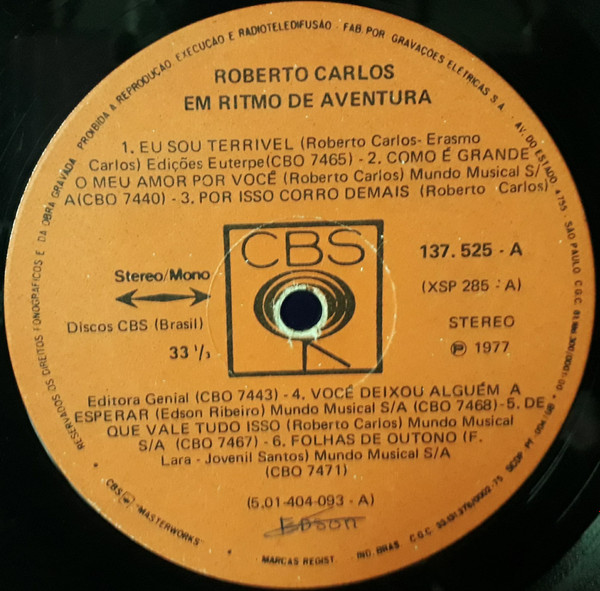 RESERVADOS OS DIREITOS FONOGRÁFICOS E DA OBRA GRAVADA PROIBIDA A REPRODUÇÃO, EXECUÇÃO E RADIOTELEDIFUSÃO - FAB. POR GRAVAÇÕES ELÉTRICAS S.A. AV. DO ESTADO, 4755 SÃO PAULO C.G.C.
ROBERTO CARLOS
EM RITMO DE AVENTURA
1. EU SOU TERRIVEL (Roberto Carlos- Erasmo
Carlos) Edições Euterpe(CBO 7465) - 2. COMO É GRANDE
O MEU AMOR POR VOCÊ (Roberto Carlos) Mundo Musical S/
A(CBO 7440) - 3. POR ISSO CORRO DEMAIS (Roberto Carlos)
CBS
Stereo/Mono
Discos CBS (Brasil)
33 1/3
137.525 - A
(XSP 285 - A)
STEREO
Ⓟ 1977
Editora Genial (CBO 7443) - 4. VOCÊ DEIXOU ALGUÉM A
ESPERAR (Edson Ribeiro) Mundo Musical S/A (CBO 7468)-5. DE
QUE VALE TUDO ISSO (Roberto Carlos) Mundo Musical
S/A (CBO 7467) - 6. FOLHAS DE OUTONO (F.
Lara - Jovenil Santos) Mundo Musical S/A
(CBO 7471)
(5.01-404-093 - A)
Edson
CBS "MASTERWORKS" MARCAS REGIST. IND. BRAS. C.G.C.